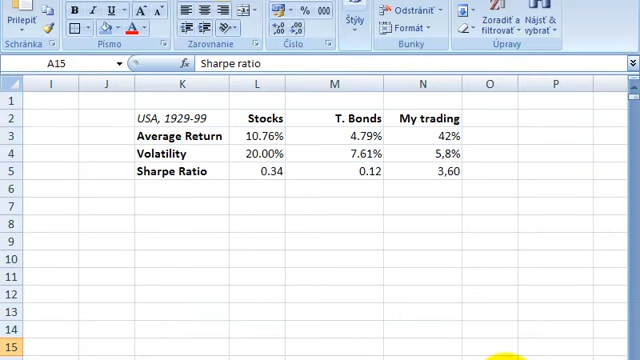 Prilepiť
B I U A A
Odstrániť
Formát
Štýly
Zoradiť a filtrovať
Nájsť a vybrať
Schránka Písmo Zarovnanie Číslo Bunky Úpravy
A15 fx Sharpe ratio
I J K L M N O P
1
2 USA, 1929-99 Stocks T. Bonds My trading
3 Average Return 10.76% 4.79% 42%
4 Volatility 20.00% 7.61% 5,8%
5 Sharpe Ratio 0.34 0.12 3,60
6
7
8
9
10
11
12
13
14
15